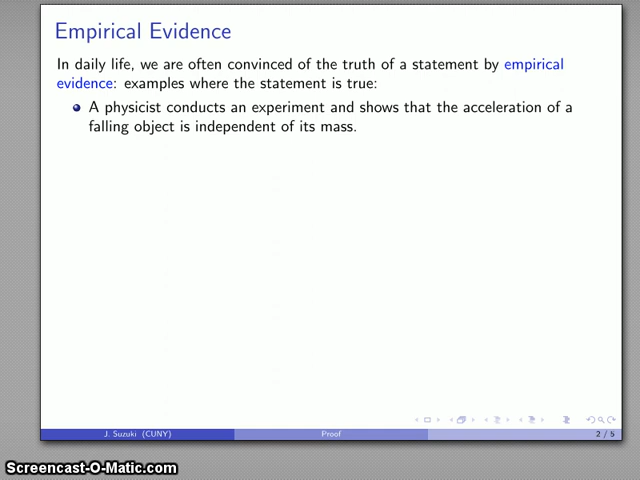 Empirical Evidence
In daily life, we are often convinced of the truth of a statement by empirical
evidence: examples where the statement is true:
A physicist conducts an experiment and shows that the acceleration of a
falling object is independent of its mass.
J. Suzuki (CUNY)
Proof
2 / 5
Screencast-O-Matic.com